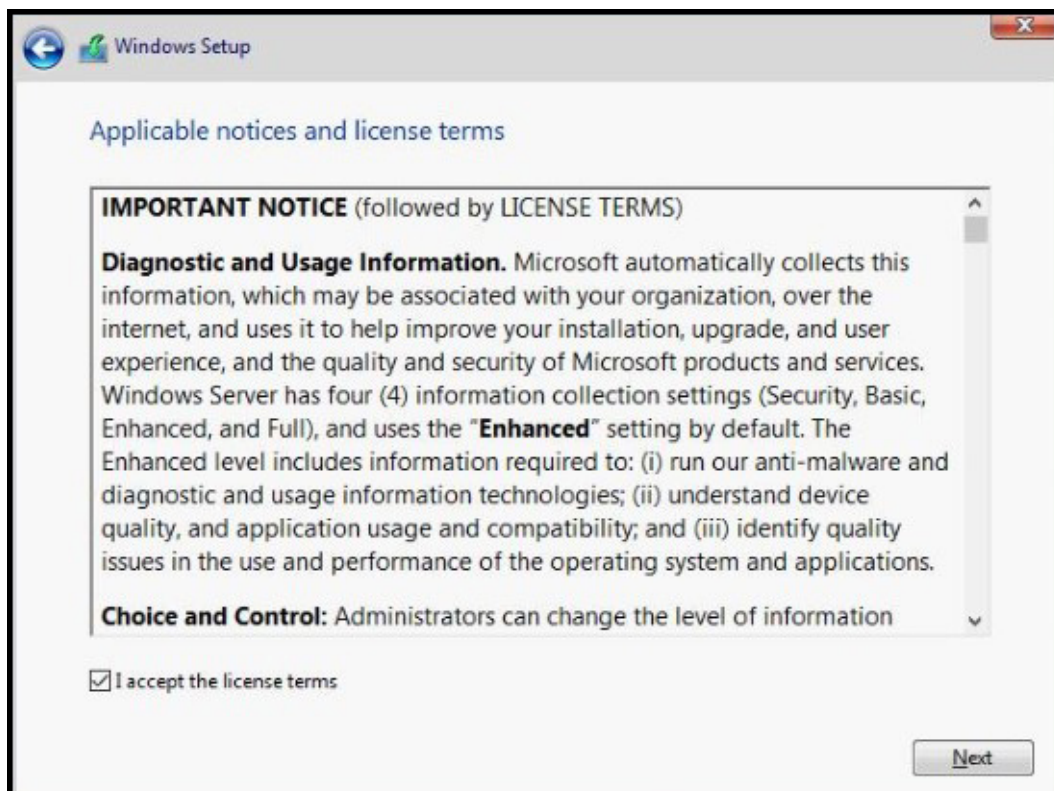 Windows Setup
Applicable notices and license terms
IMPORTANT NOTICE (followed by LICENSE TERMS)
Diagnostic and Usage Information. Microsoft automatically collects this
information, which may be associated with your organization, over the
internet, and uses it to help improve your installation, upgrade, and user
experience, and the quality and security of Microsoft products and services.
Windows Server has four (4) information collection settings (Security, Basic,
Enhanced, and Full), and uses the "Enhanced" setting by default. The
Enhanced level includes information required to: (i) run our anti-malware and
diagnostic and usage information technologies; (ii) understand device
quality, and application usage and compatibility; and (iii) identify quality
issues in the use and performance of the operating system and applications.
Choice and Control: Administrators can change the level of information
I accept the license terms
Next